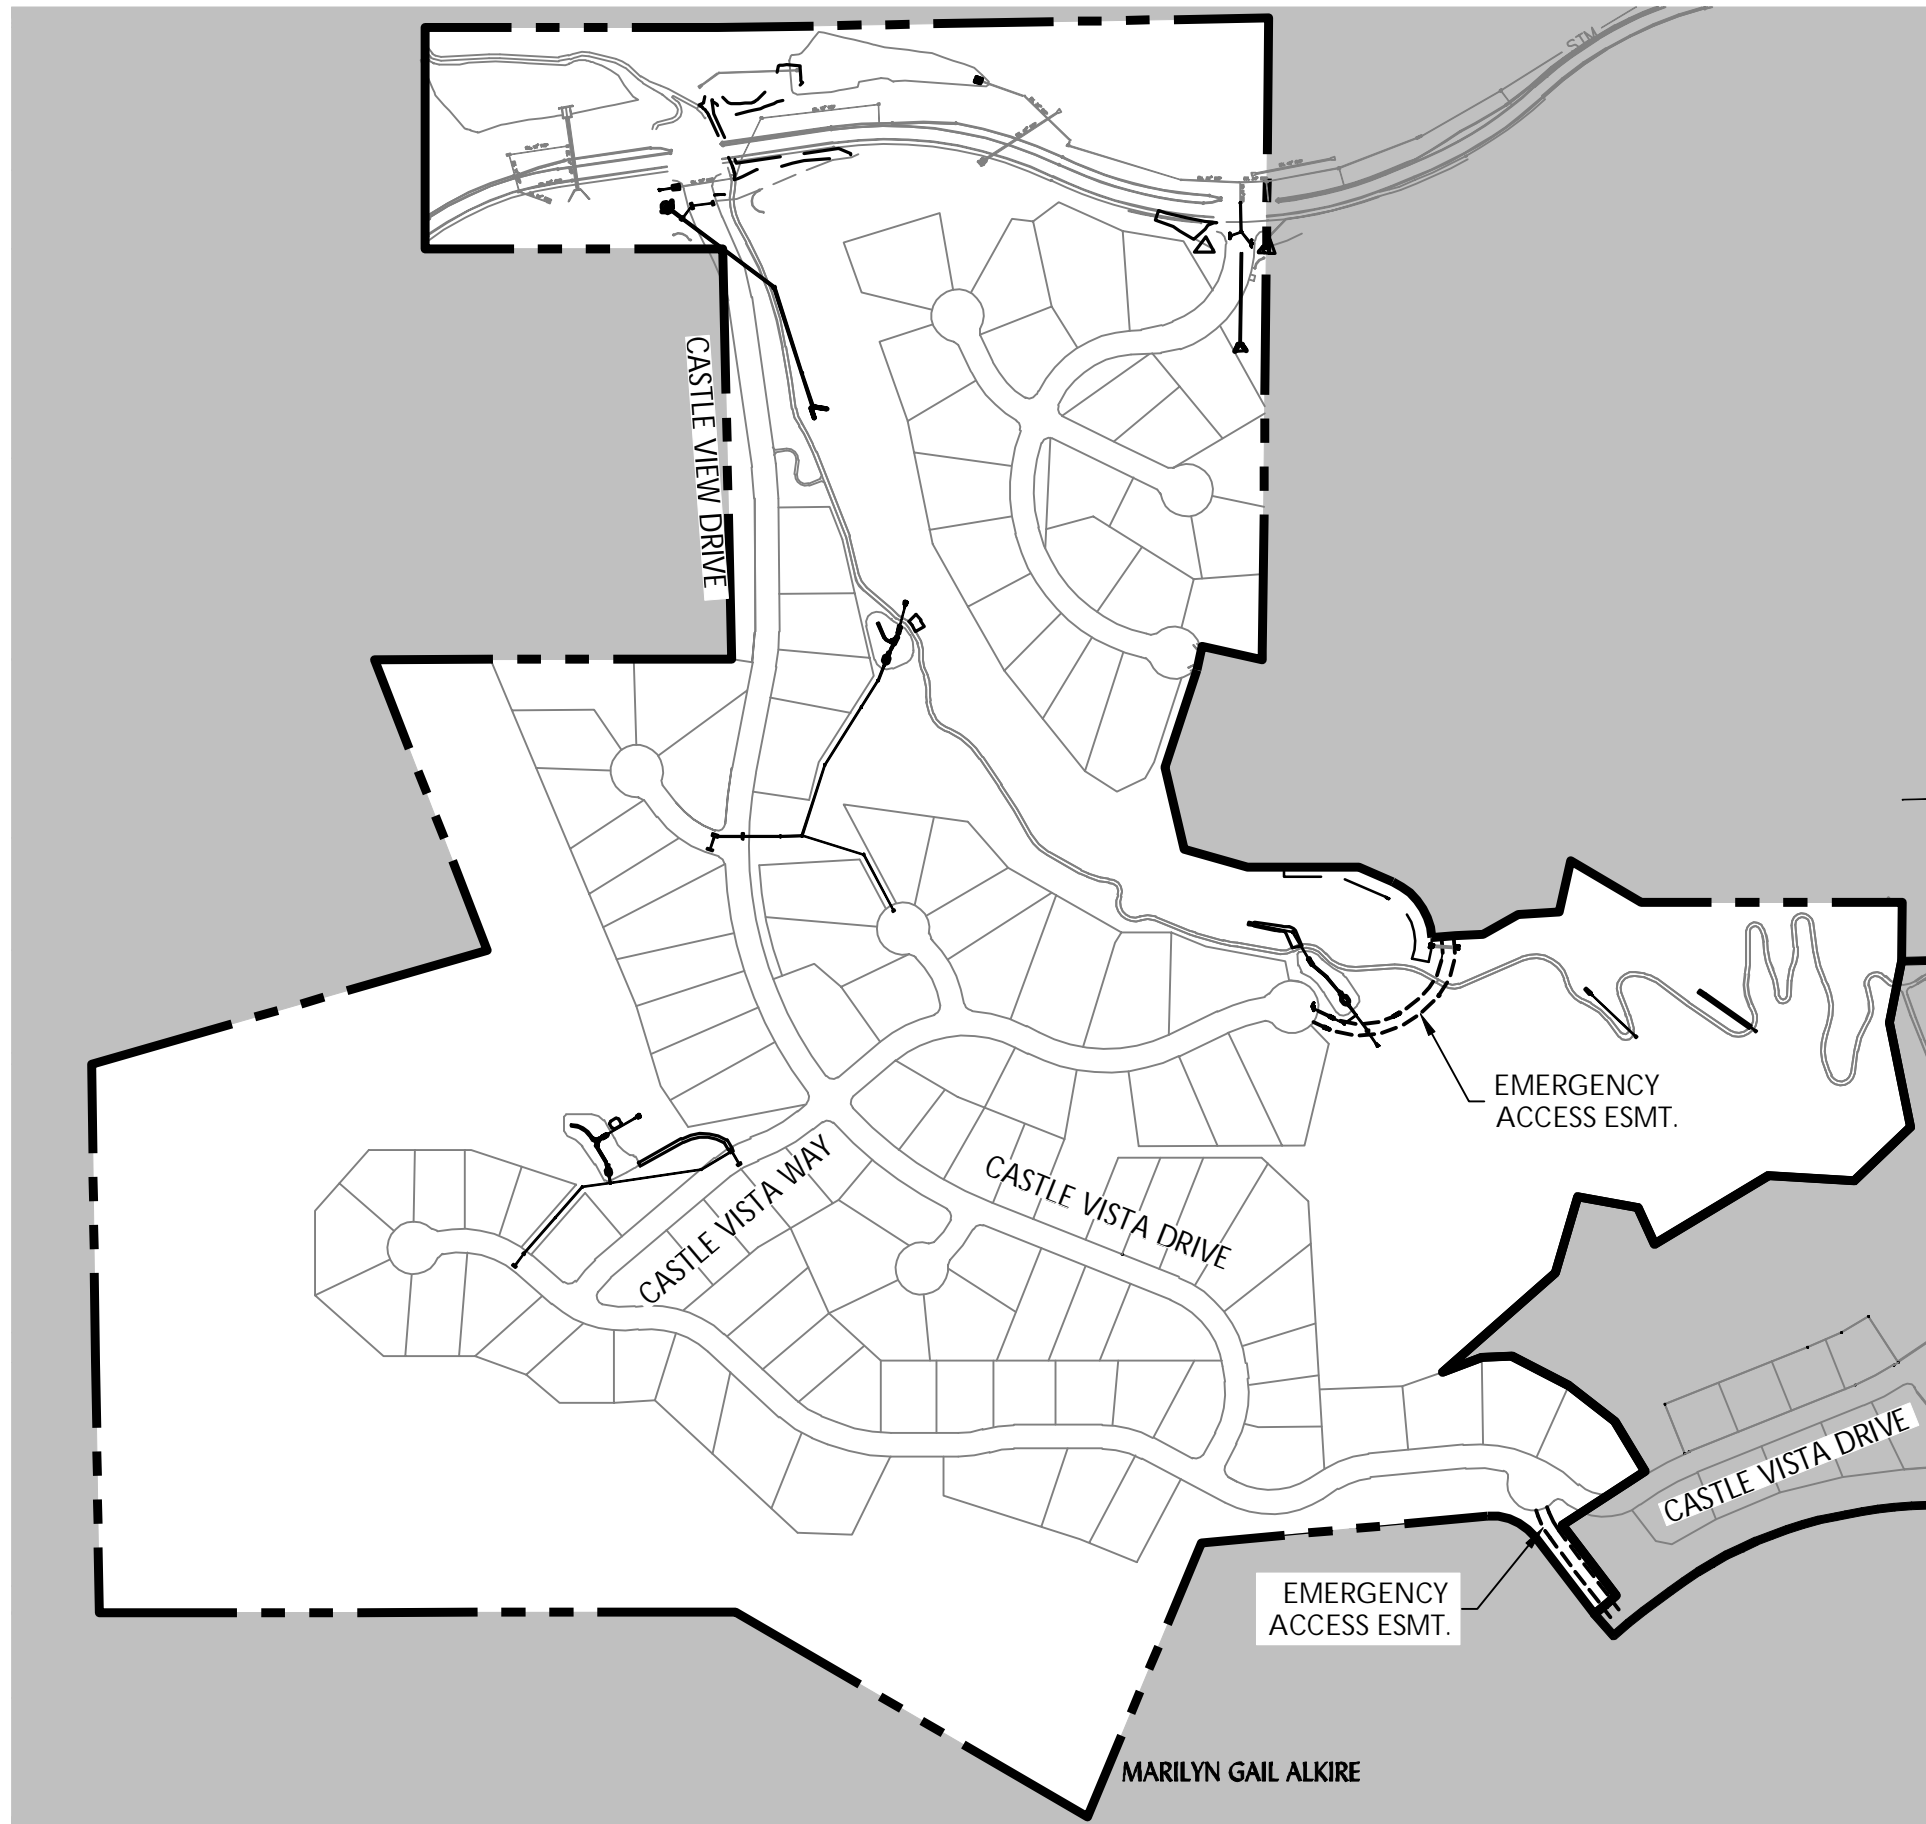 STM
CASTLE VIEW DRIVE
EMERGENCY
ACCESS ESMT.
CASTLE VISTA WAY
CASTLE VISTA DRIVE
CASTLE VISTA DRIVE
EMERGENCY
ACCESS ESMT.
MARILYN GAIL ALKIRE